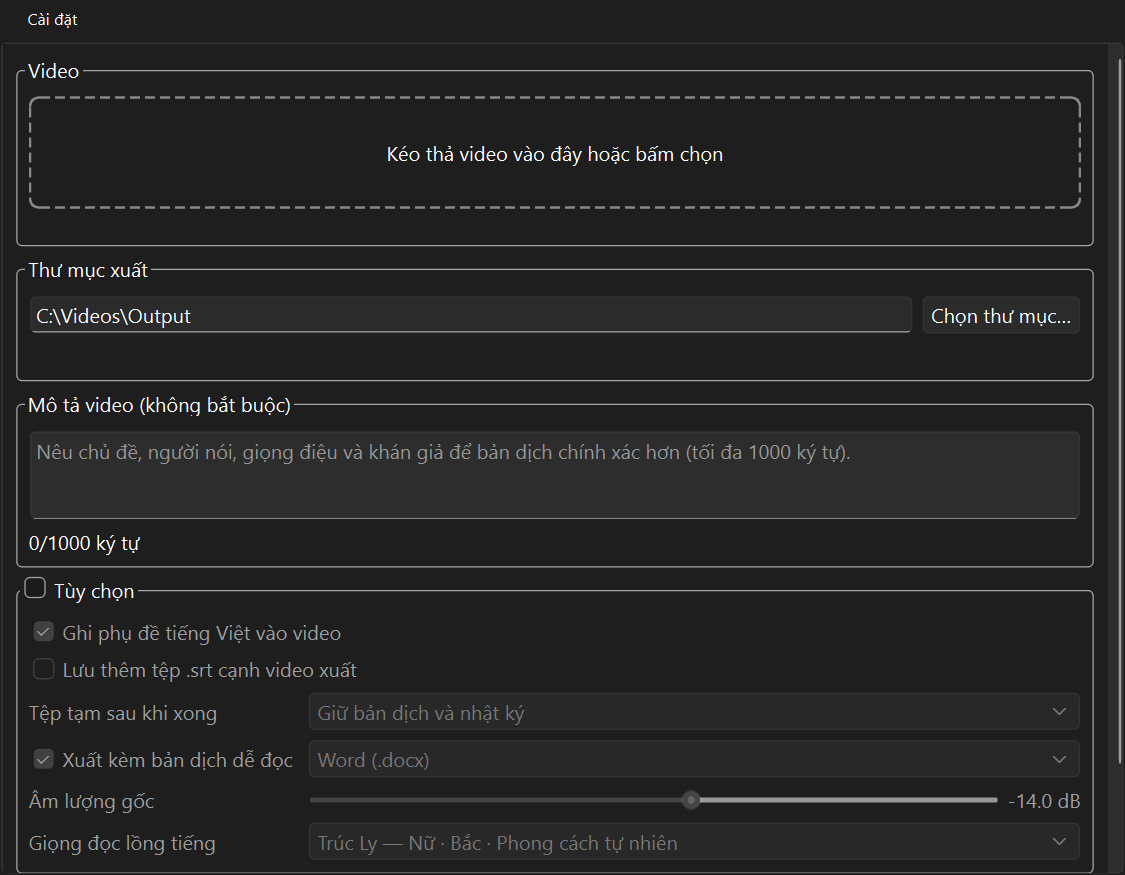 Cài đặt
Video
Kéo thả video vào đây hoặc bấm chọn
Thư mục xuất
C:\Videos\Output
Chọn thư mục...
Mô tả video (không bắt buộc)
Nêu chủ đề, người nói, giọng điệu và khán giả để bản dịch chính xác hơn (tối đa 1000 ký tự).
0/1000 ký tự
Tùy chọn
Ghi phụ đề tiếng Việt vào video
Lưu thêm tệp .srt cạnh video xuất
Tệp tạm sau khi xong
Giữ bản dịch và nhật ký
Xuất kèm bản dịch dễ đọc
Word (.docx)
Âm lượng gốc
-14.0 dB
Giọng đọc lồng tiếng
Trúc Ly — Nữ · Bắc · Phong cách tự nhiên